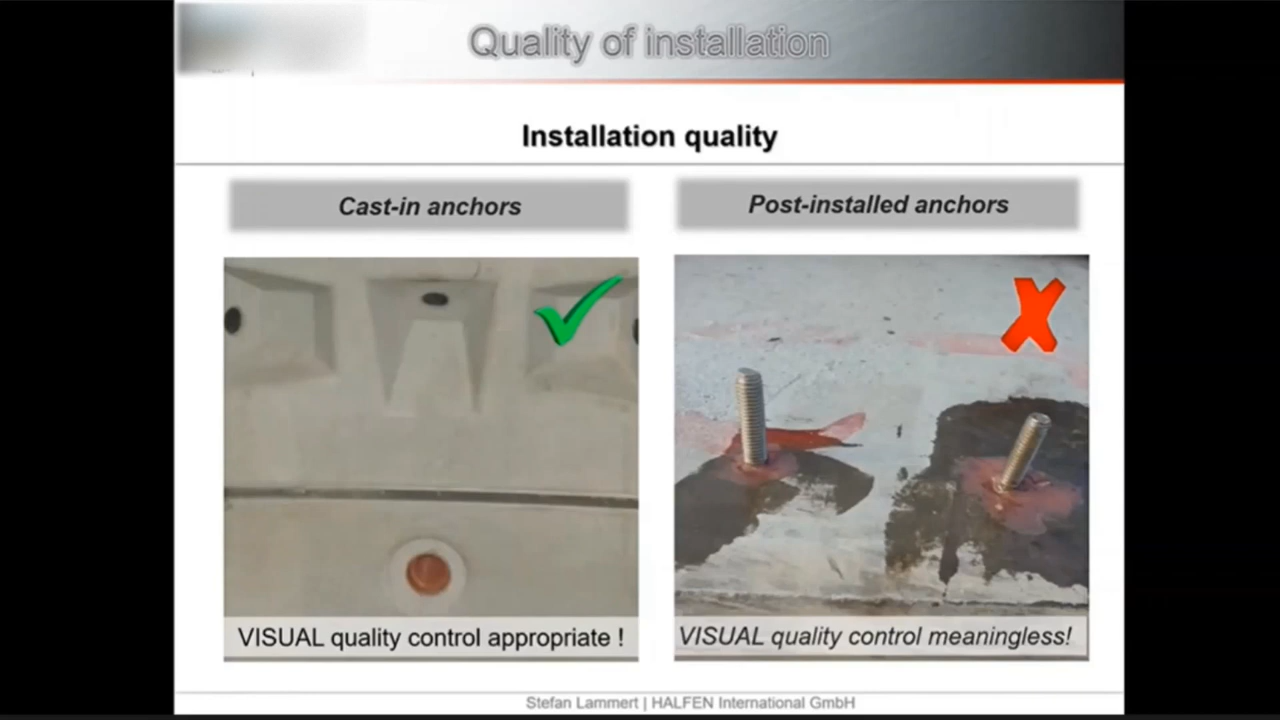 Quality of installation
Installation quality
Cast-in anchors
Post-installed anchors
VISUAL quality control appropriate !
VISUAL quality control meaningless!
Stefan Lammert | HALFEN International GmbH